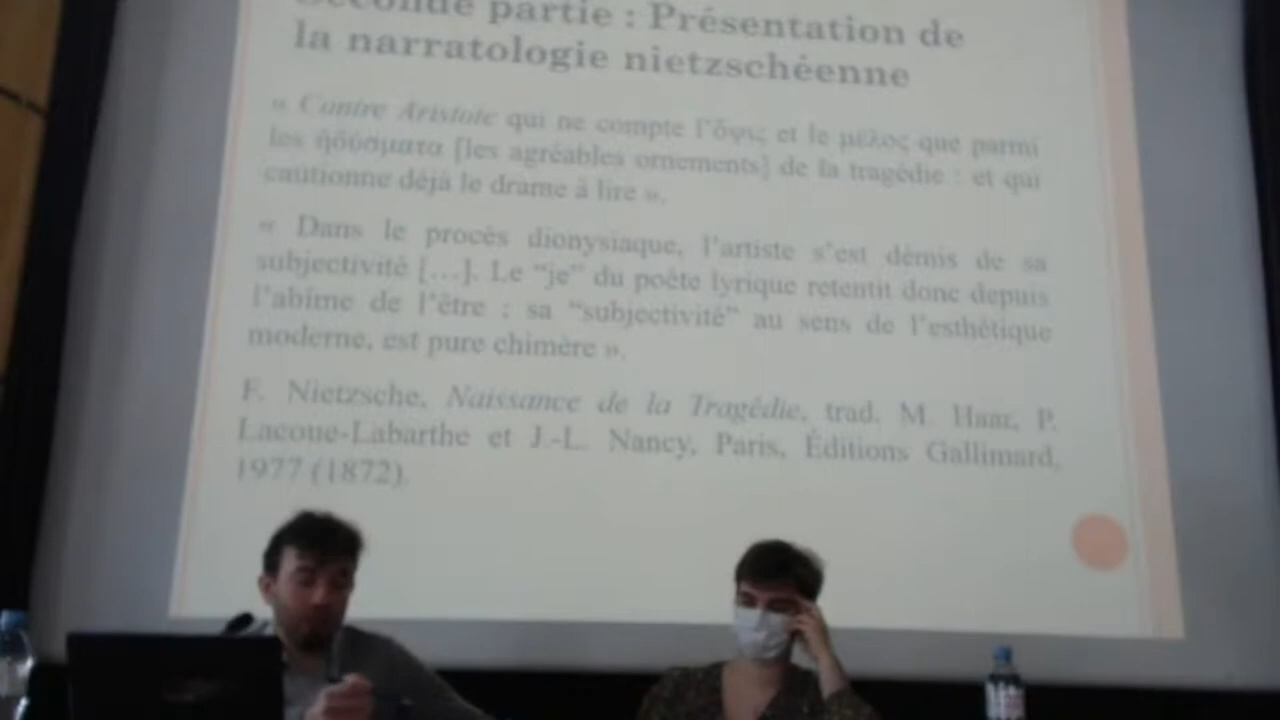 Seconde partie : Présentation de
la narratologie nietzschéenne
« Contre Aristote qui ne compte l’ὄψις et le μέλος que parmi
les ἡδύσματα [les agréables ornements] de la tragédie : et qui
cautionne déjà le drame à lire ».
« Dans le procès dionysiaque, l’artiste s’est démis de sa
subjectivité […]. Le “je” du poète lyrique retentit donc depuis
l’abîme de l’être : sa “subjectivité” au sens de l’esthétique
moderne, est pure chimère ».
F. Nietzsche, Naissance de la Tragédie, trad. M. Haar, P.
Lacoue-Labarthe et J.-L. Nancy, Paris, Éditions Gallimard,
1977 (1872).